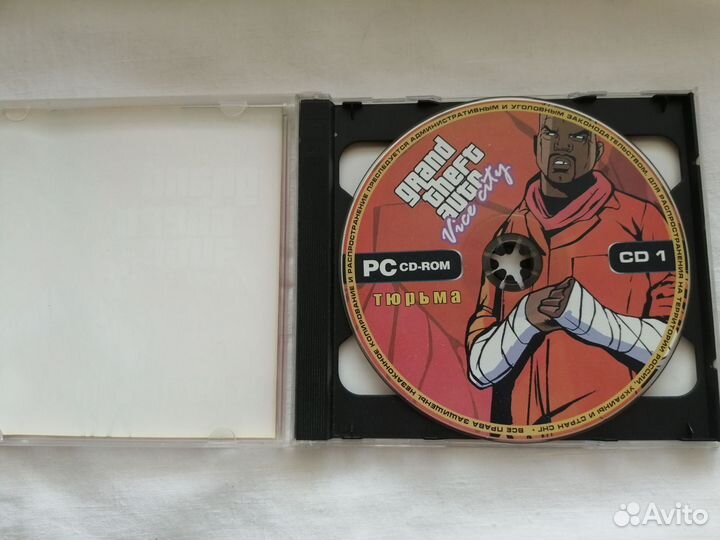 grand
theft
auto
Vice city
PC CD-ROM
CD 1
тюрьма
ВСЕ ПРАВА ЗАЩИЩЕНЫ. НЕЗАКОННОЕ КОПИРОВАНИЕ И РАСПРОСТРАНЕНИЕ ПРЕСЛЕДУЕТСЯ АДМИНИСТРАТИВНЫМ И УГОЛОВНЫМ ЗАКОНОДАТЕЛЬСТВОМ. ДЛЯ РАСПРОСТРАНЕНИЯ НА ТЕРРИТОРИИ РОССИИ, УКРАИНЫ И СТРАН СНГ •
Avito